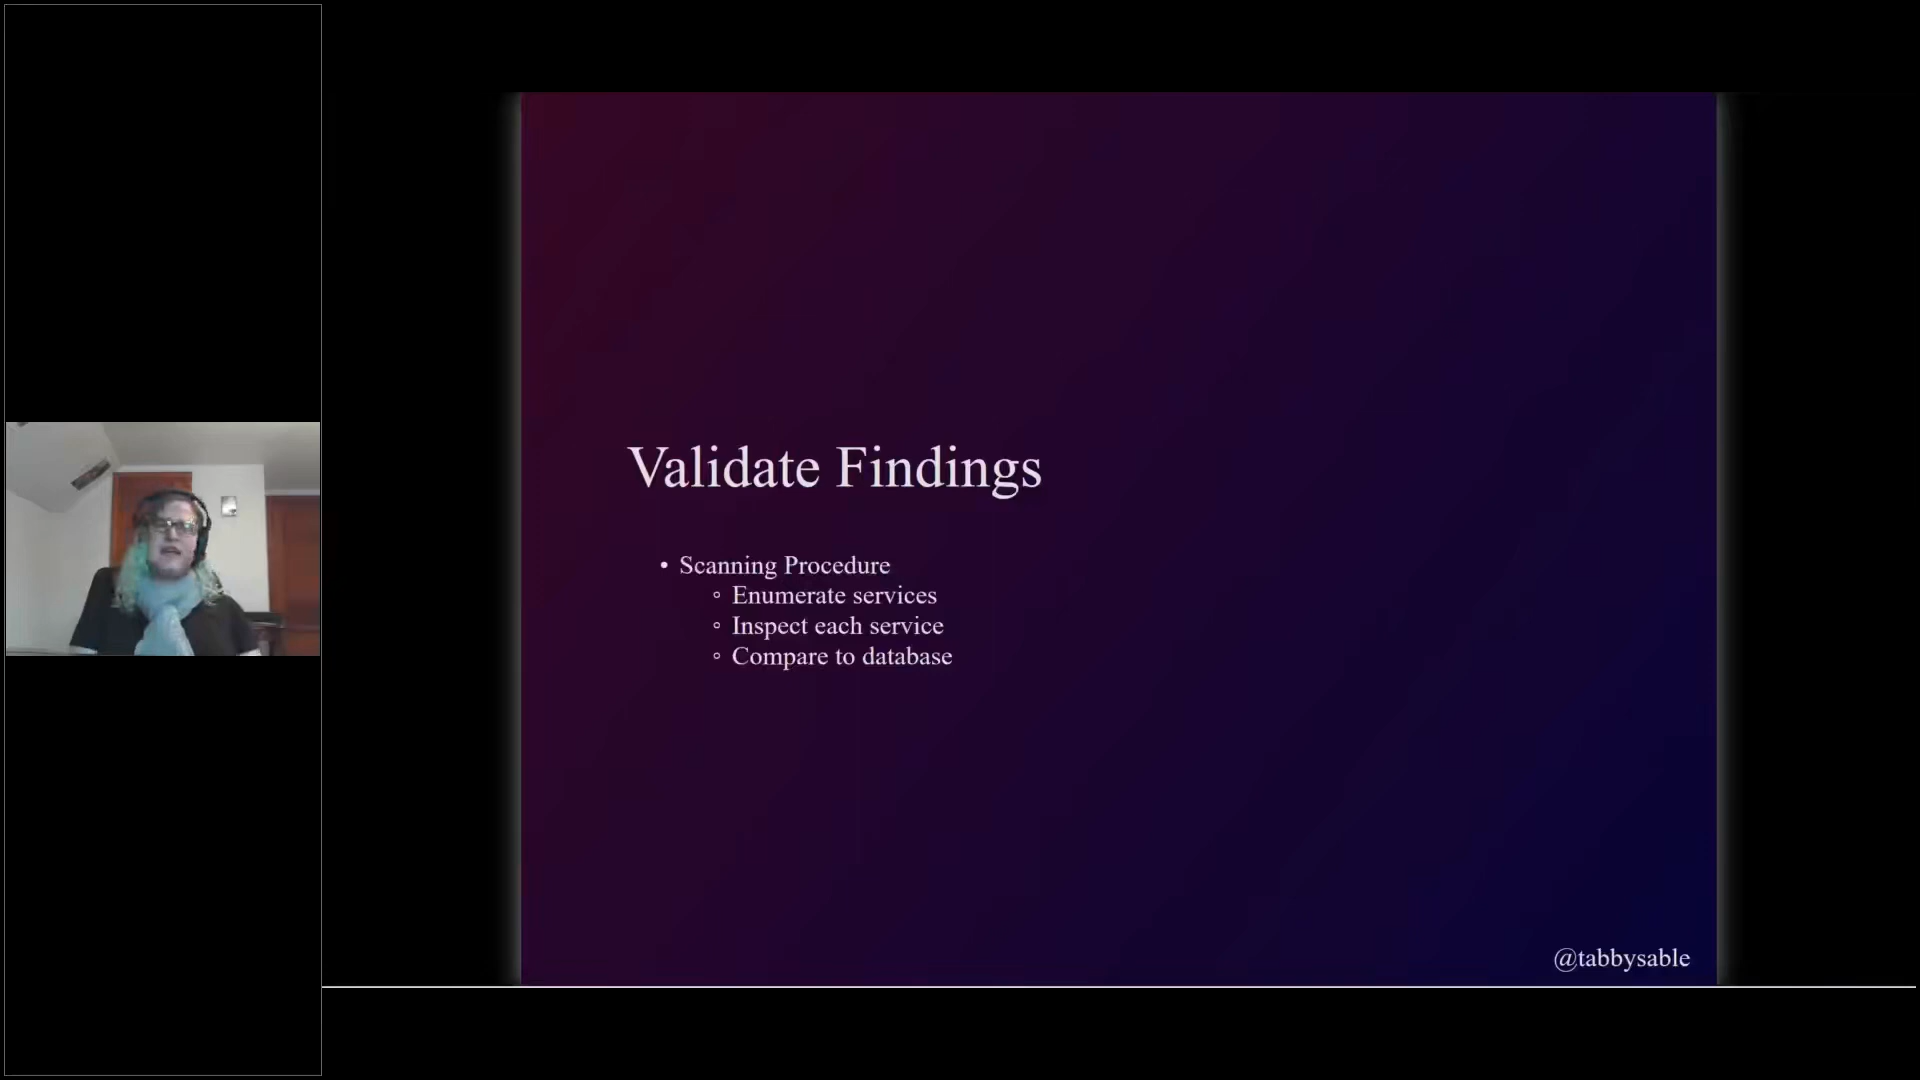 Validate Findings
• Scanning Procedure
◦ Enumerate services
◦ Inspect each service
◦ Compare to database
@tabbysable